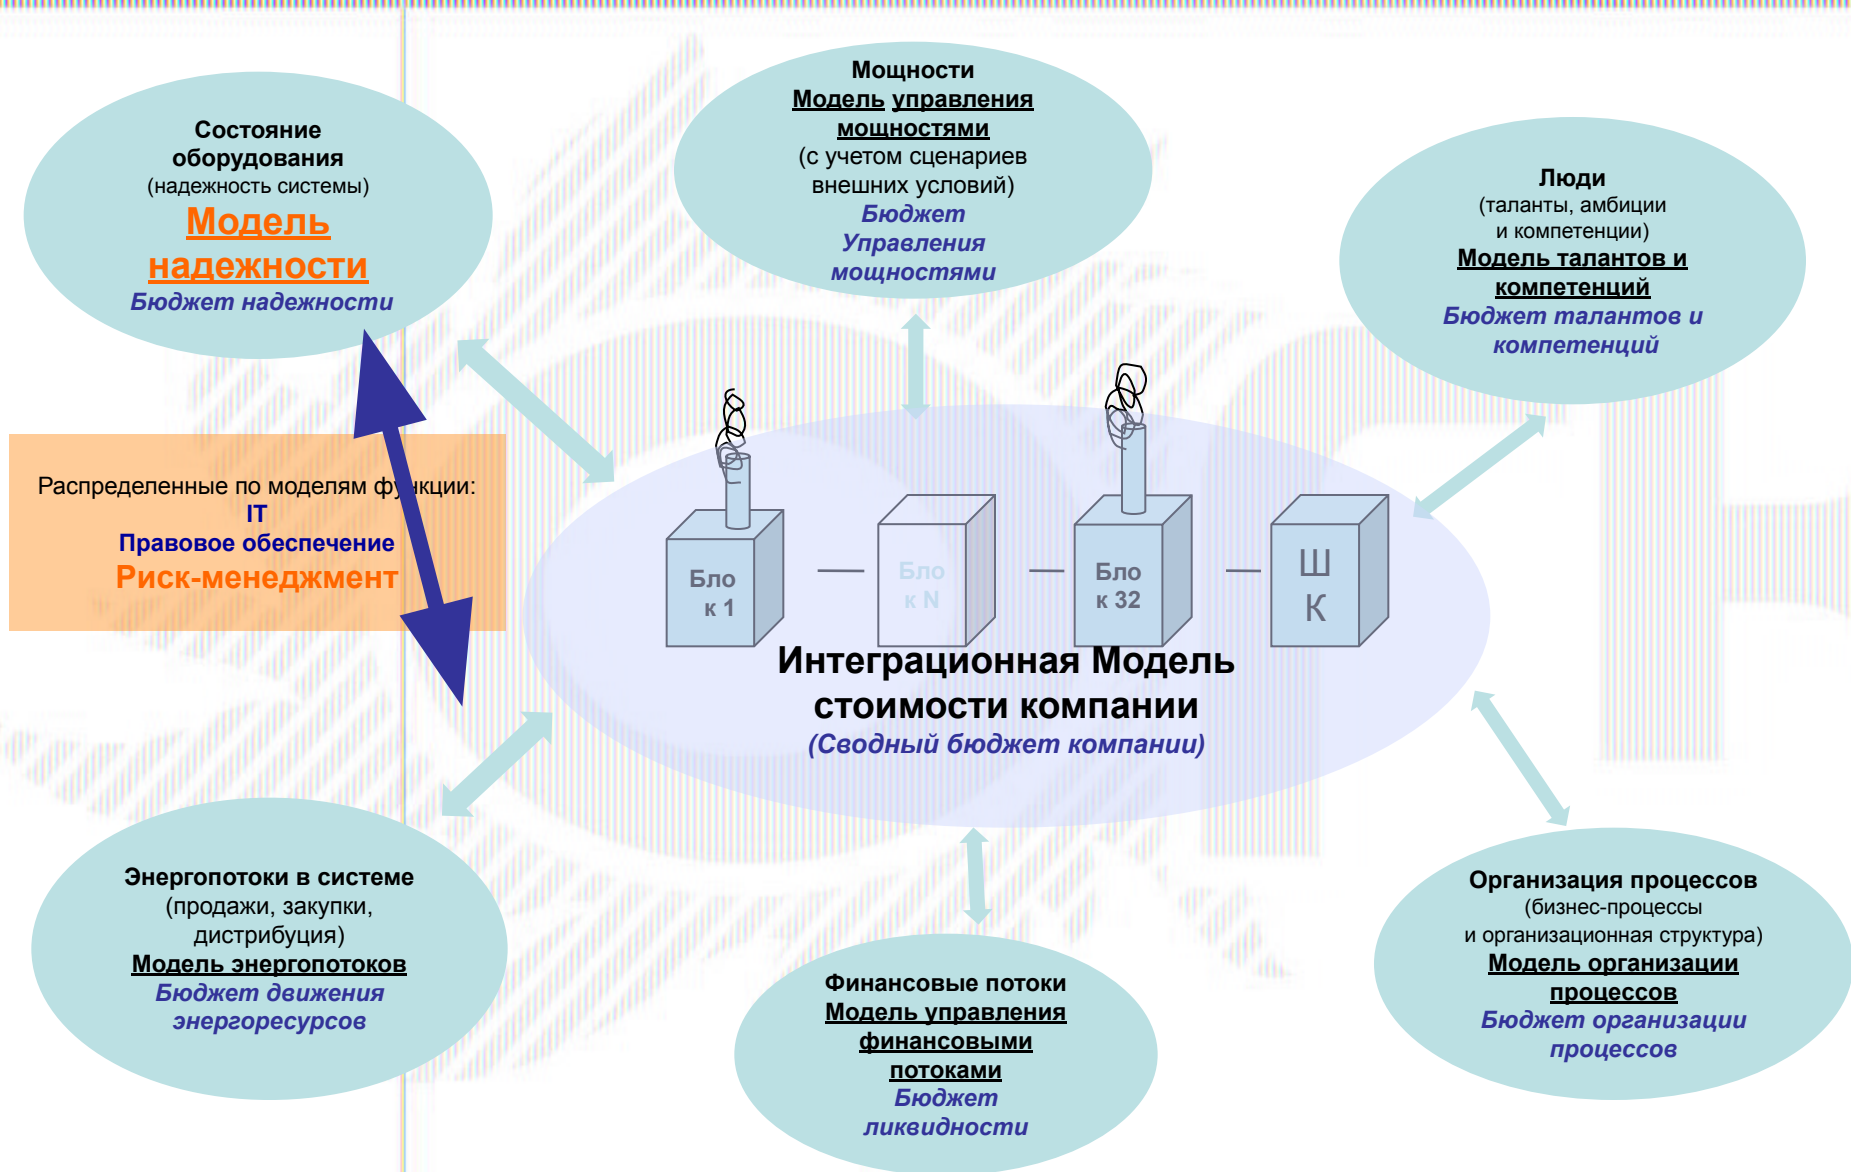 Состояние
оборудования
(надежность системы)
Модель
надежности
Бюджет надежности
Мощности
Модель управления
мощностями
(с учетом сценариев
внешних условий)
Бюджет
Управления
мощностями
Люди
(таланты, амбиции
и компетенции)
Модель талантов и
компетенций
Бюджет талантов и
компетенций
Распределенные по моделям функции:
IT
Правовое обеспечение
Риск-менеджмент
Бло
к 1
Бло
к N
Бло
к 32
Ш
К
Интеграционная Модель
стоимости компании
(Сводный бюджет компании)
Энергопотоки в системе
(продажи, закупки,
дистрибуция)
Модель энергопотоков
Бюджет движения
энергоресурсов
Финансовые потоки
Модель управления
финансовыми
потоками
Бюджет
ликвидности
Организация процессов
(бизнес-процессы
и организационная структура)
Модель организации
процессов
Бюджет организации
процессов